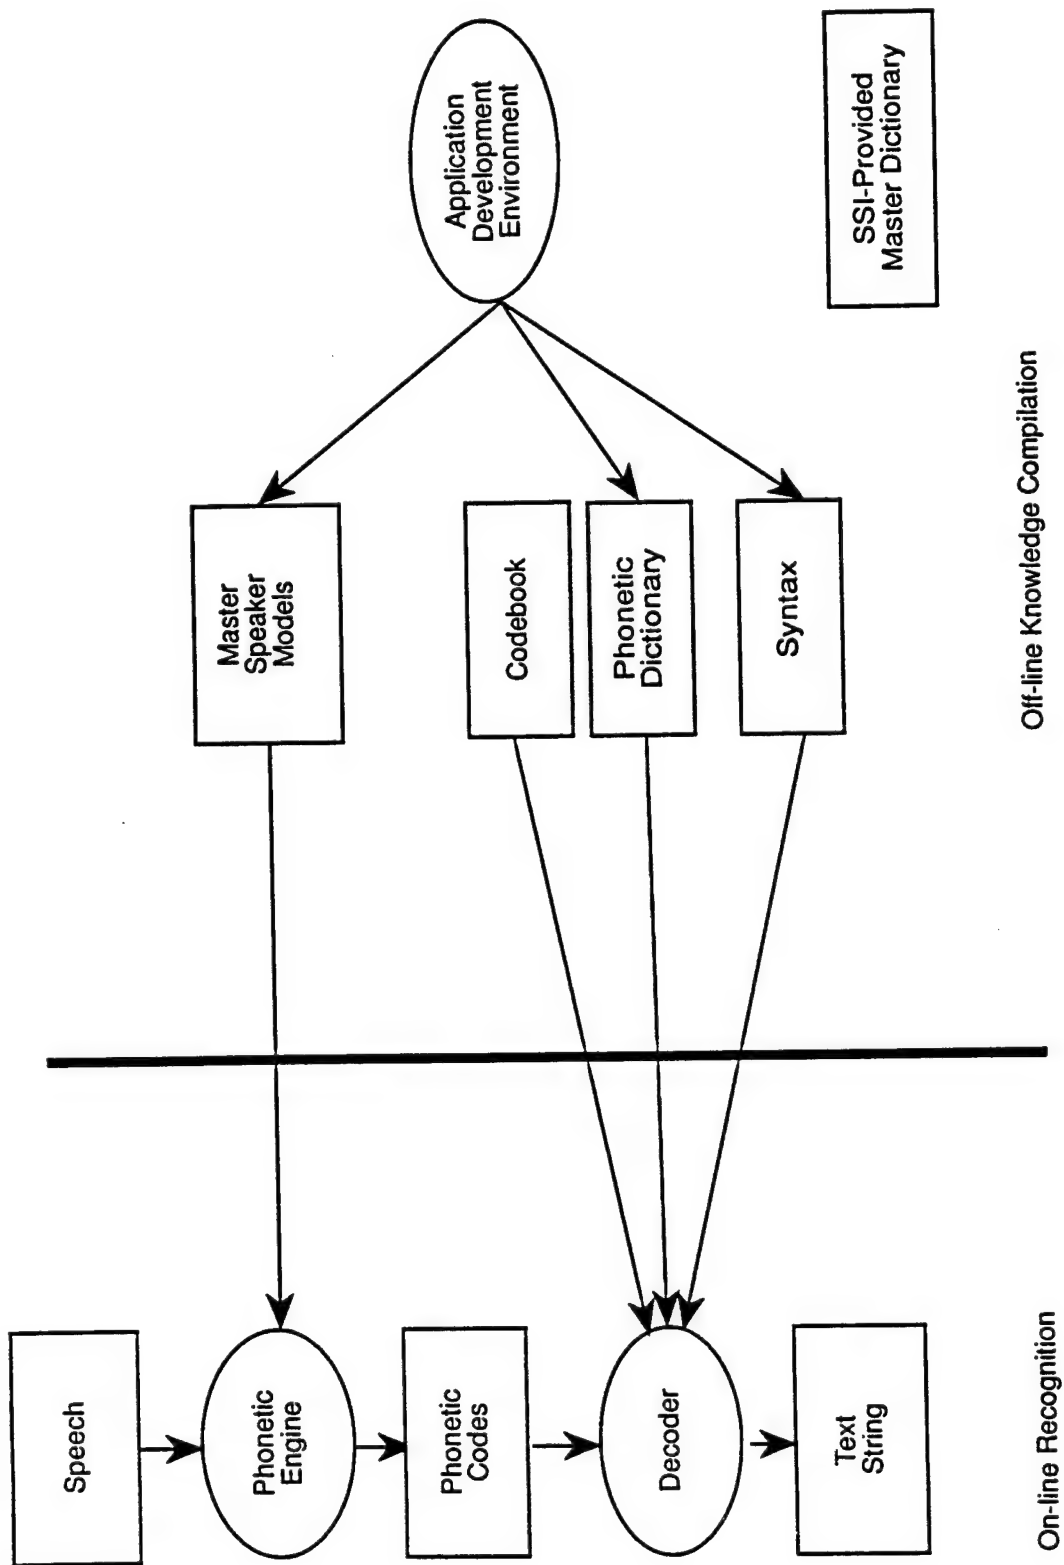 Speech
Phonetic
Engine
Phonetic
Codes
Decoder
Text
String
On-line Recognition
Master
Speaker
Models
Codebook
Phonetic
Dictionary
Syntax
Off-line Knowledge Compilation
Application
Development
Environment
SSI-Provided
Master Dictionary